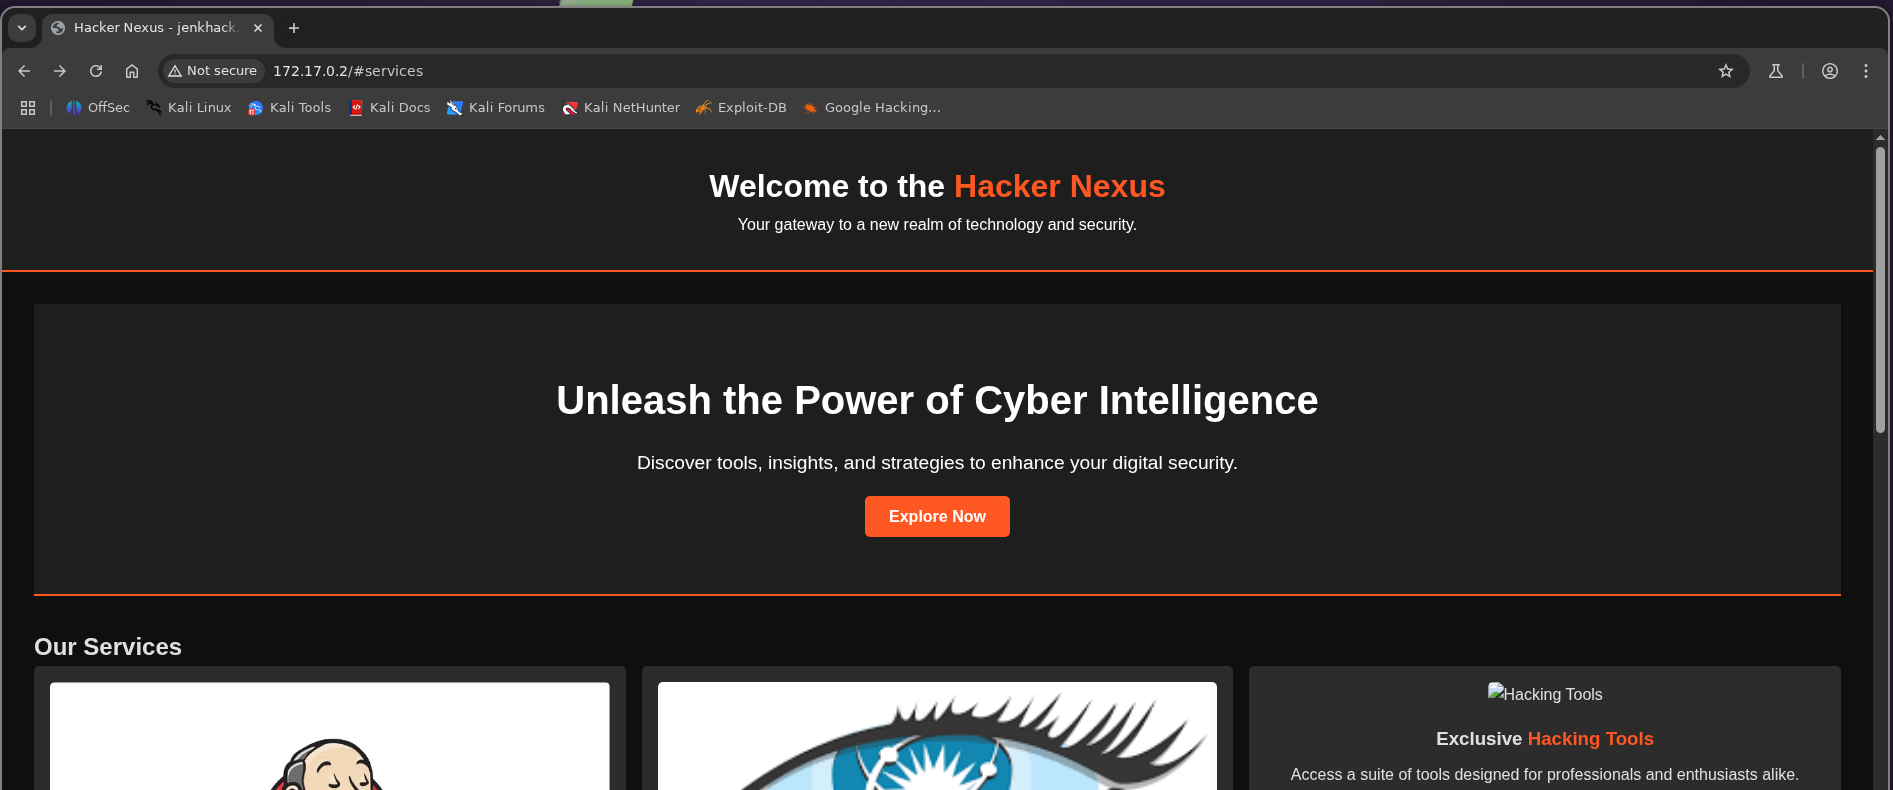 Hacker Nexus - jenkhack.
Not secure 172.17.0.2/#services
OffSec Kali Linux Kali Tools Kali Docs Kali Forums Kali NetHunter Exploit-DB Google Hacking...
Welcome to the Hacker Nexus
Your gateway to a new realm of technology and security.
Unleash the Power of Cyber Intelligence
Discover tools, insights, and strategies to enhance your digital security.
Explore Now
Our Services
Hacking Tools
Exclusive Hacking Tools
Access a suite of tools designed for professionals and enthusiasts alike.